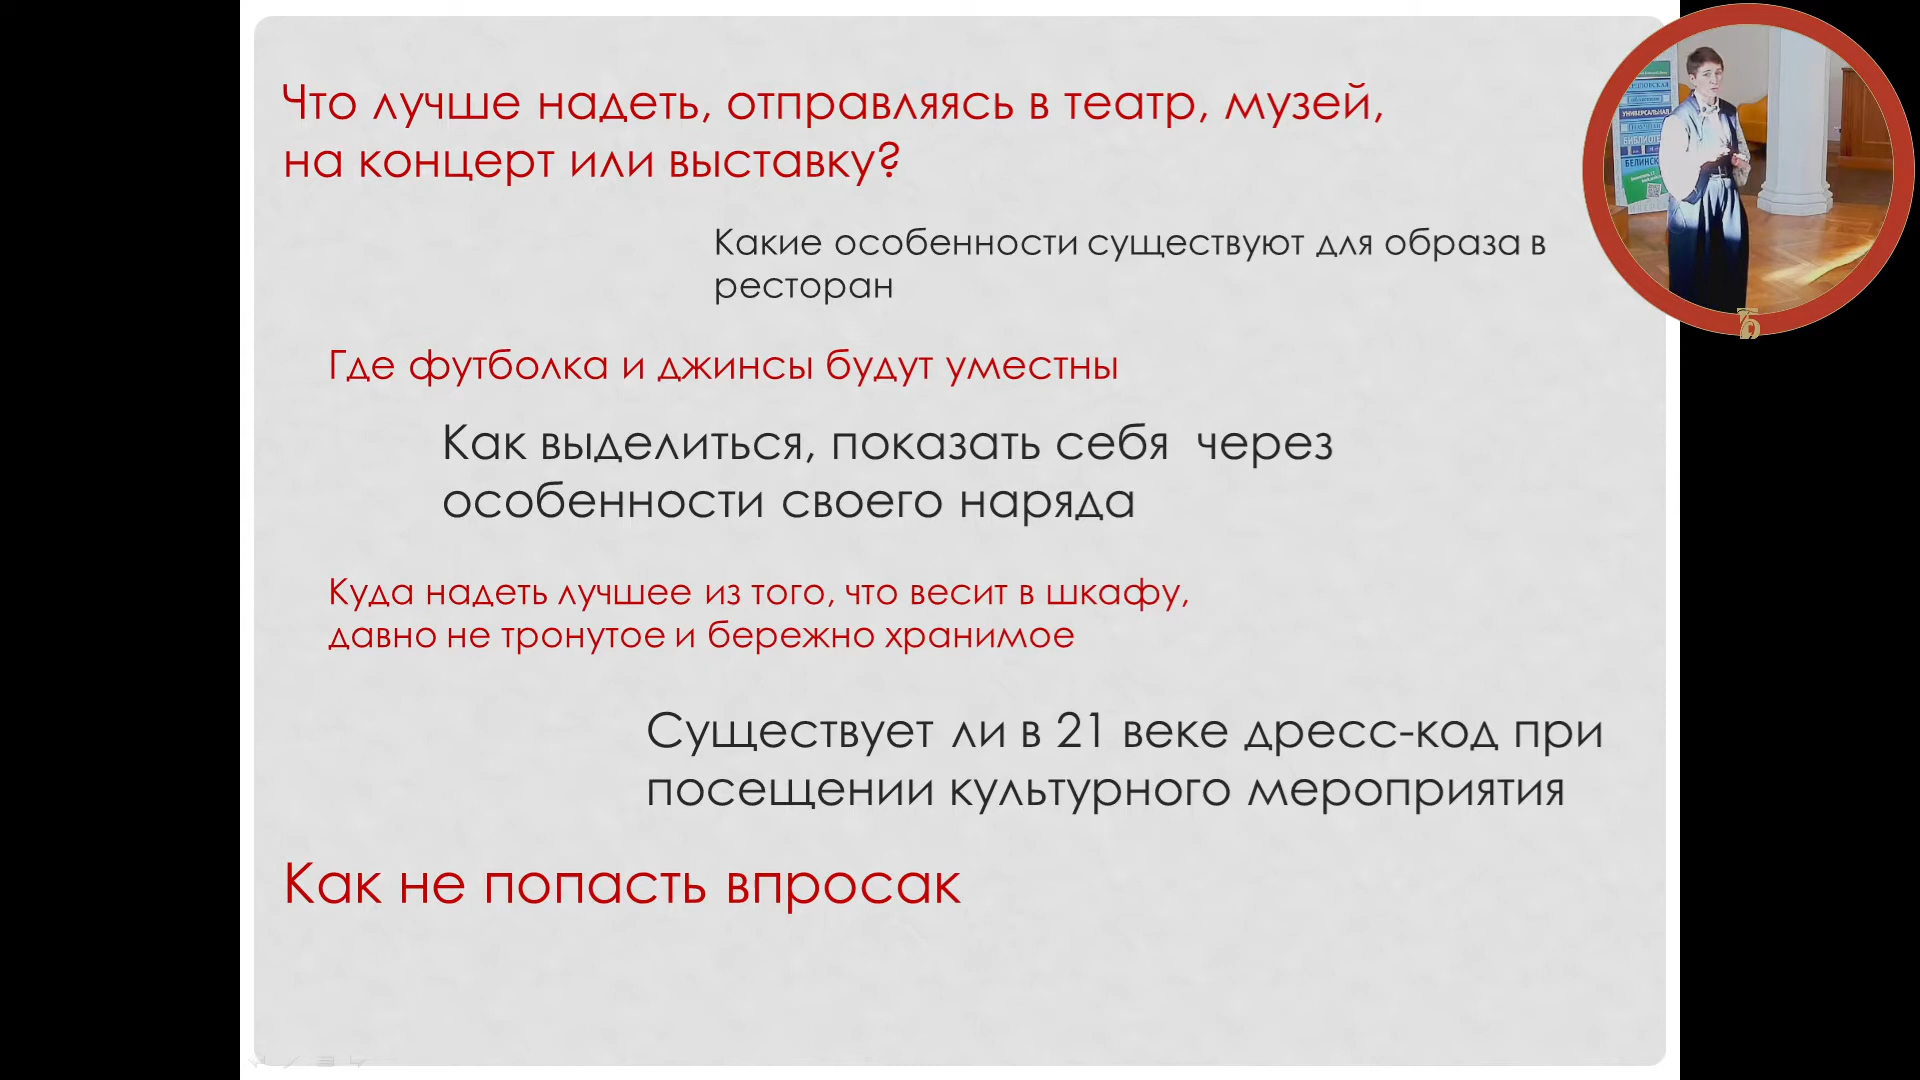 Что лучше надеть, отправляясь в театр, музей,
на концерт или выставку?
Какие особенности существуют для образа в
ресторан
Где футболка и джинсы будут уместны
Как выделиться, показать себя через
особенности своего наряда
Куда надеть лучшее из того, что весит в шкафу,
давно не тронутое и бережно хранимое
Существует ли в 21 веке дресс-код при
посещении культурного мероприятия
Как не попасть впросак
УНИВЕРСАЛЬНАЯ